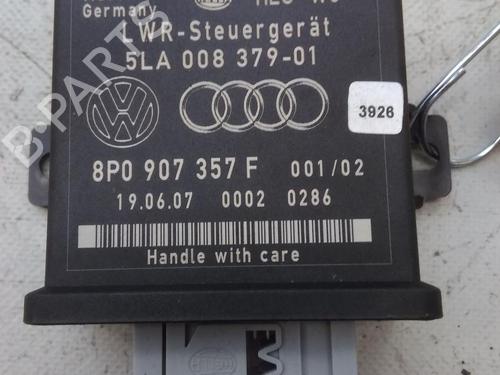 Germany
LWR-Steuergerät
5LA 008 379-01
3926
8P0 907 357 F 001/02
19.06.07 0002 0286
Handle with care
B-PARTS